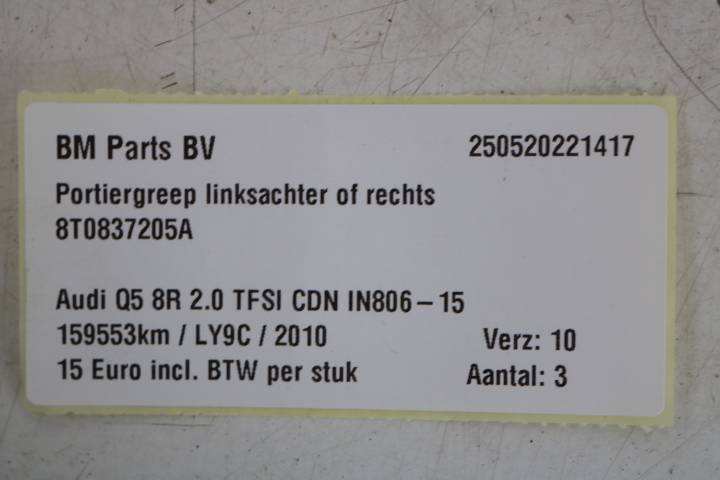 BM Parts BV 250520221417
Portiergreep linksachter of rechts
8T0837205A
Audi Q5 8R 2.0 TFSI CDN IN806-15
159553km / LY9C / 2010 Verz: 10
15 Euro incl. BTW per stuk Aantal: 3